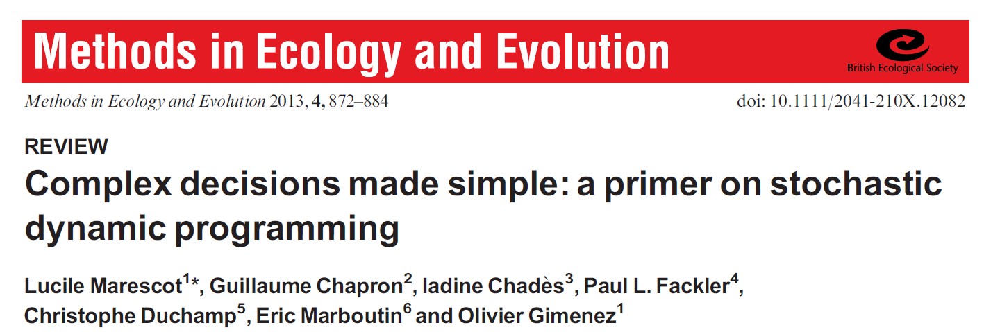 Methods in Ecology and Evolution
British Ecological Society
Methods in Ecology and Evolution 2013, 4, 872–884
doi: 10.1111/2041-210X.12082
REVIEW
Complex decisions made simple: a primer on stochastic
dynamic programming
Lucile Marescot1*, Guillaume Chapron2, Iadine Chadès3, Paul L. Fackler4,
Christophe Duchamp5, Eric Marboutin6 and Olivier Gimenez1